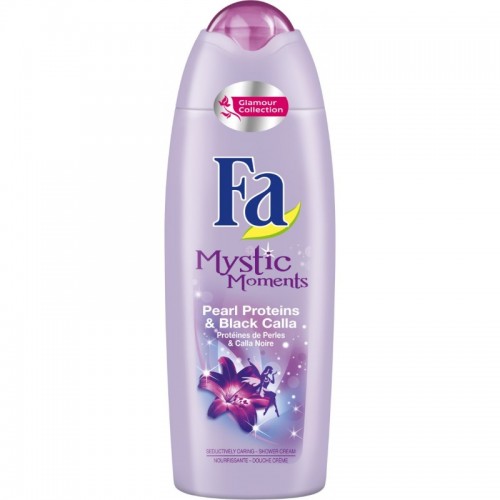 Glamour
Collection
Fa
Mystic
Moments
Pearl Proteins
& Black Calla
Protéines de Perles
& Calla Noire
SEDUCTIVELY CARING - SHOWER CREAM
NOURRISSANTE - DOUCHE CRÈME